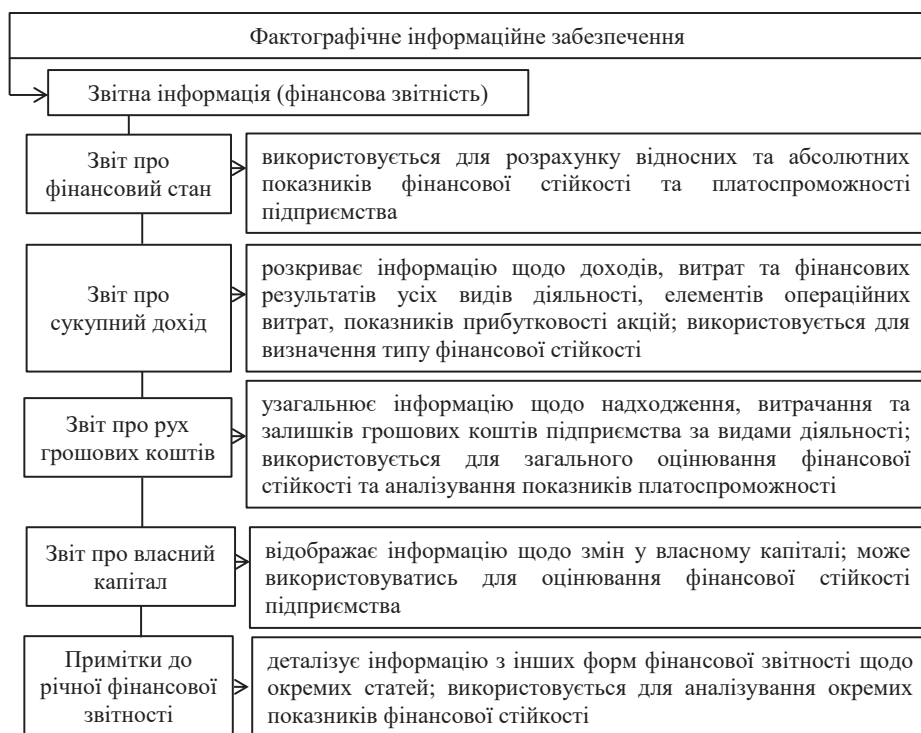 Фактографічне інформаційне забезпечення
Звітна інформація (фінансова звітність)
Звіт про
фінансовий стан
використовується для розрахунку відносних та абсолютних
показників фінансової стійкості та платоспроможності
підприємства
Звіт про
сукупний дохід
розкриває інформацію щодо доходів, витрат та фінансових
результатів усіх видів діяльності, елементів операційних
витрат, показників прибутковості акцій; використовується для
визначення типу фінансової стійкості
Звіт про рух
грошових коштів
узагальнює інформацію щодо надходження, витрачання та
залишків грошових коштів підприємства за видами діяльності;
використовується для загального оцінювання фінансової
стійкості та аналізування показників платоспроможності
Звіт про власний
капітал
відображає інформацію щодо змін у власному капіталі; може
використовуватись для оцінювання фінансової стійкості
підприємства
Примітки до
річної фінансової
звітності
деталізує інформацію з інших форм фінансової звітності щодо
окремих статей; використовується для аналізування окремих
показників фінансової стійкості